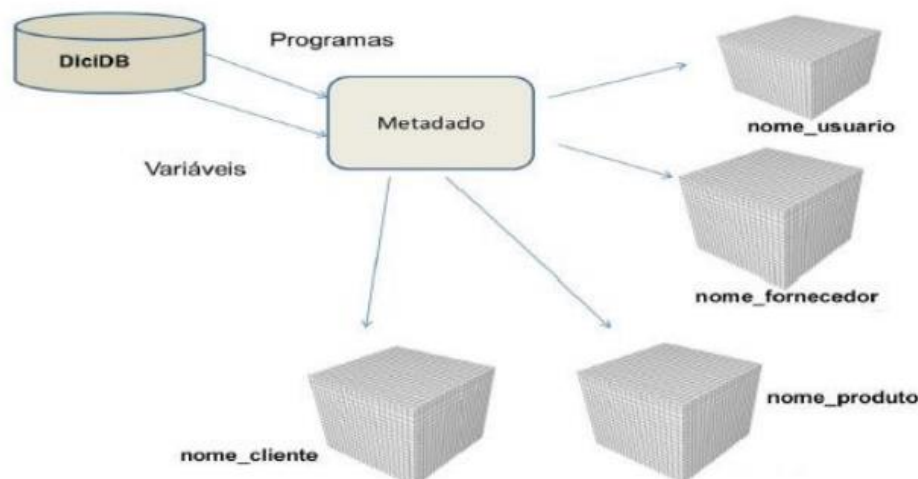 DiciDB
Programas
Metadado
Variáveis
nome_usuario
nome_fornecedor
nome_produto
nome_cliente